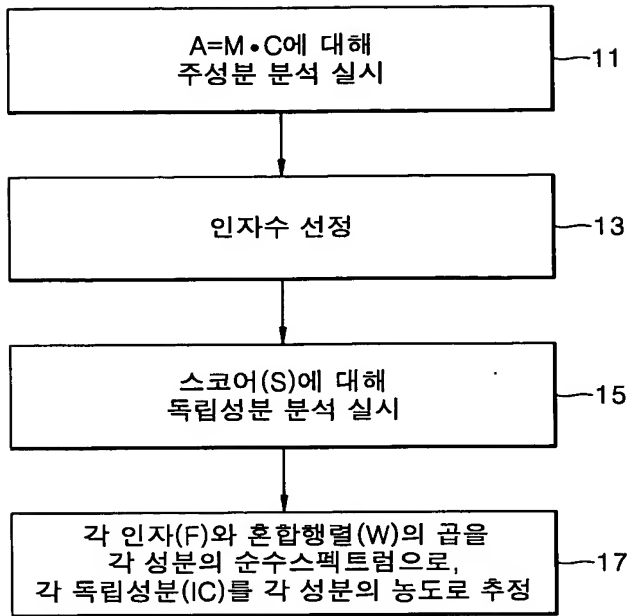 A=M•C에 대해
주성분 분석 실시
11
인자수 선정
13
스코어(S)에 대해
독립성분 분석 실시
15
각 인자(F)와 혼합행렬(W)의 곱을
각 성분의 순수스펙트럼으로,
각 독립성분(IC)를 각 성분의 농도로 추정
17